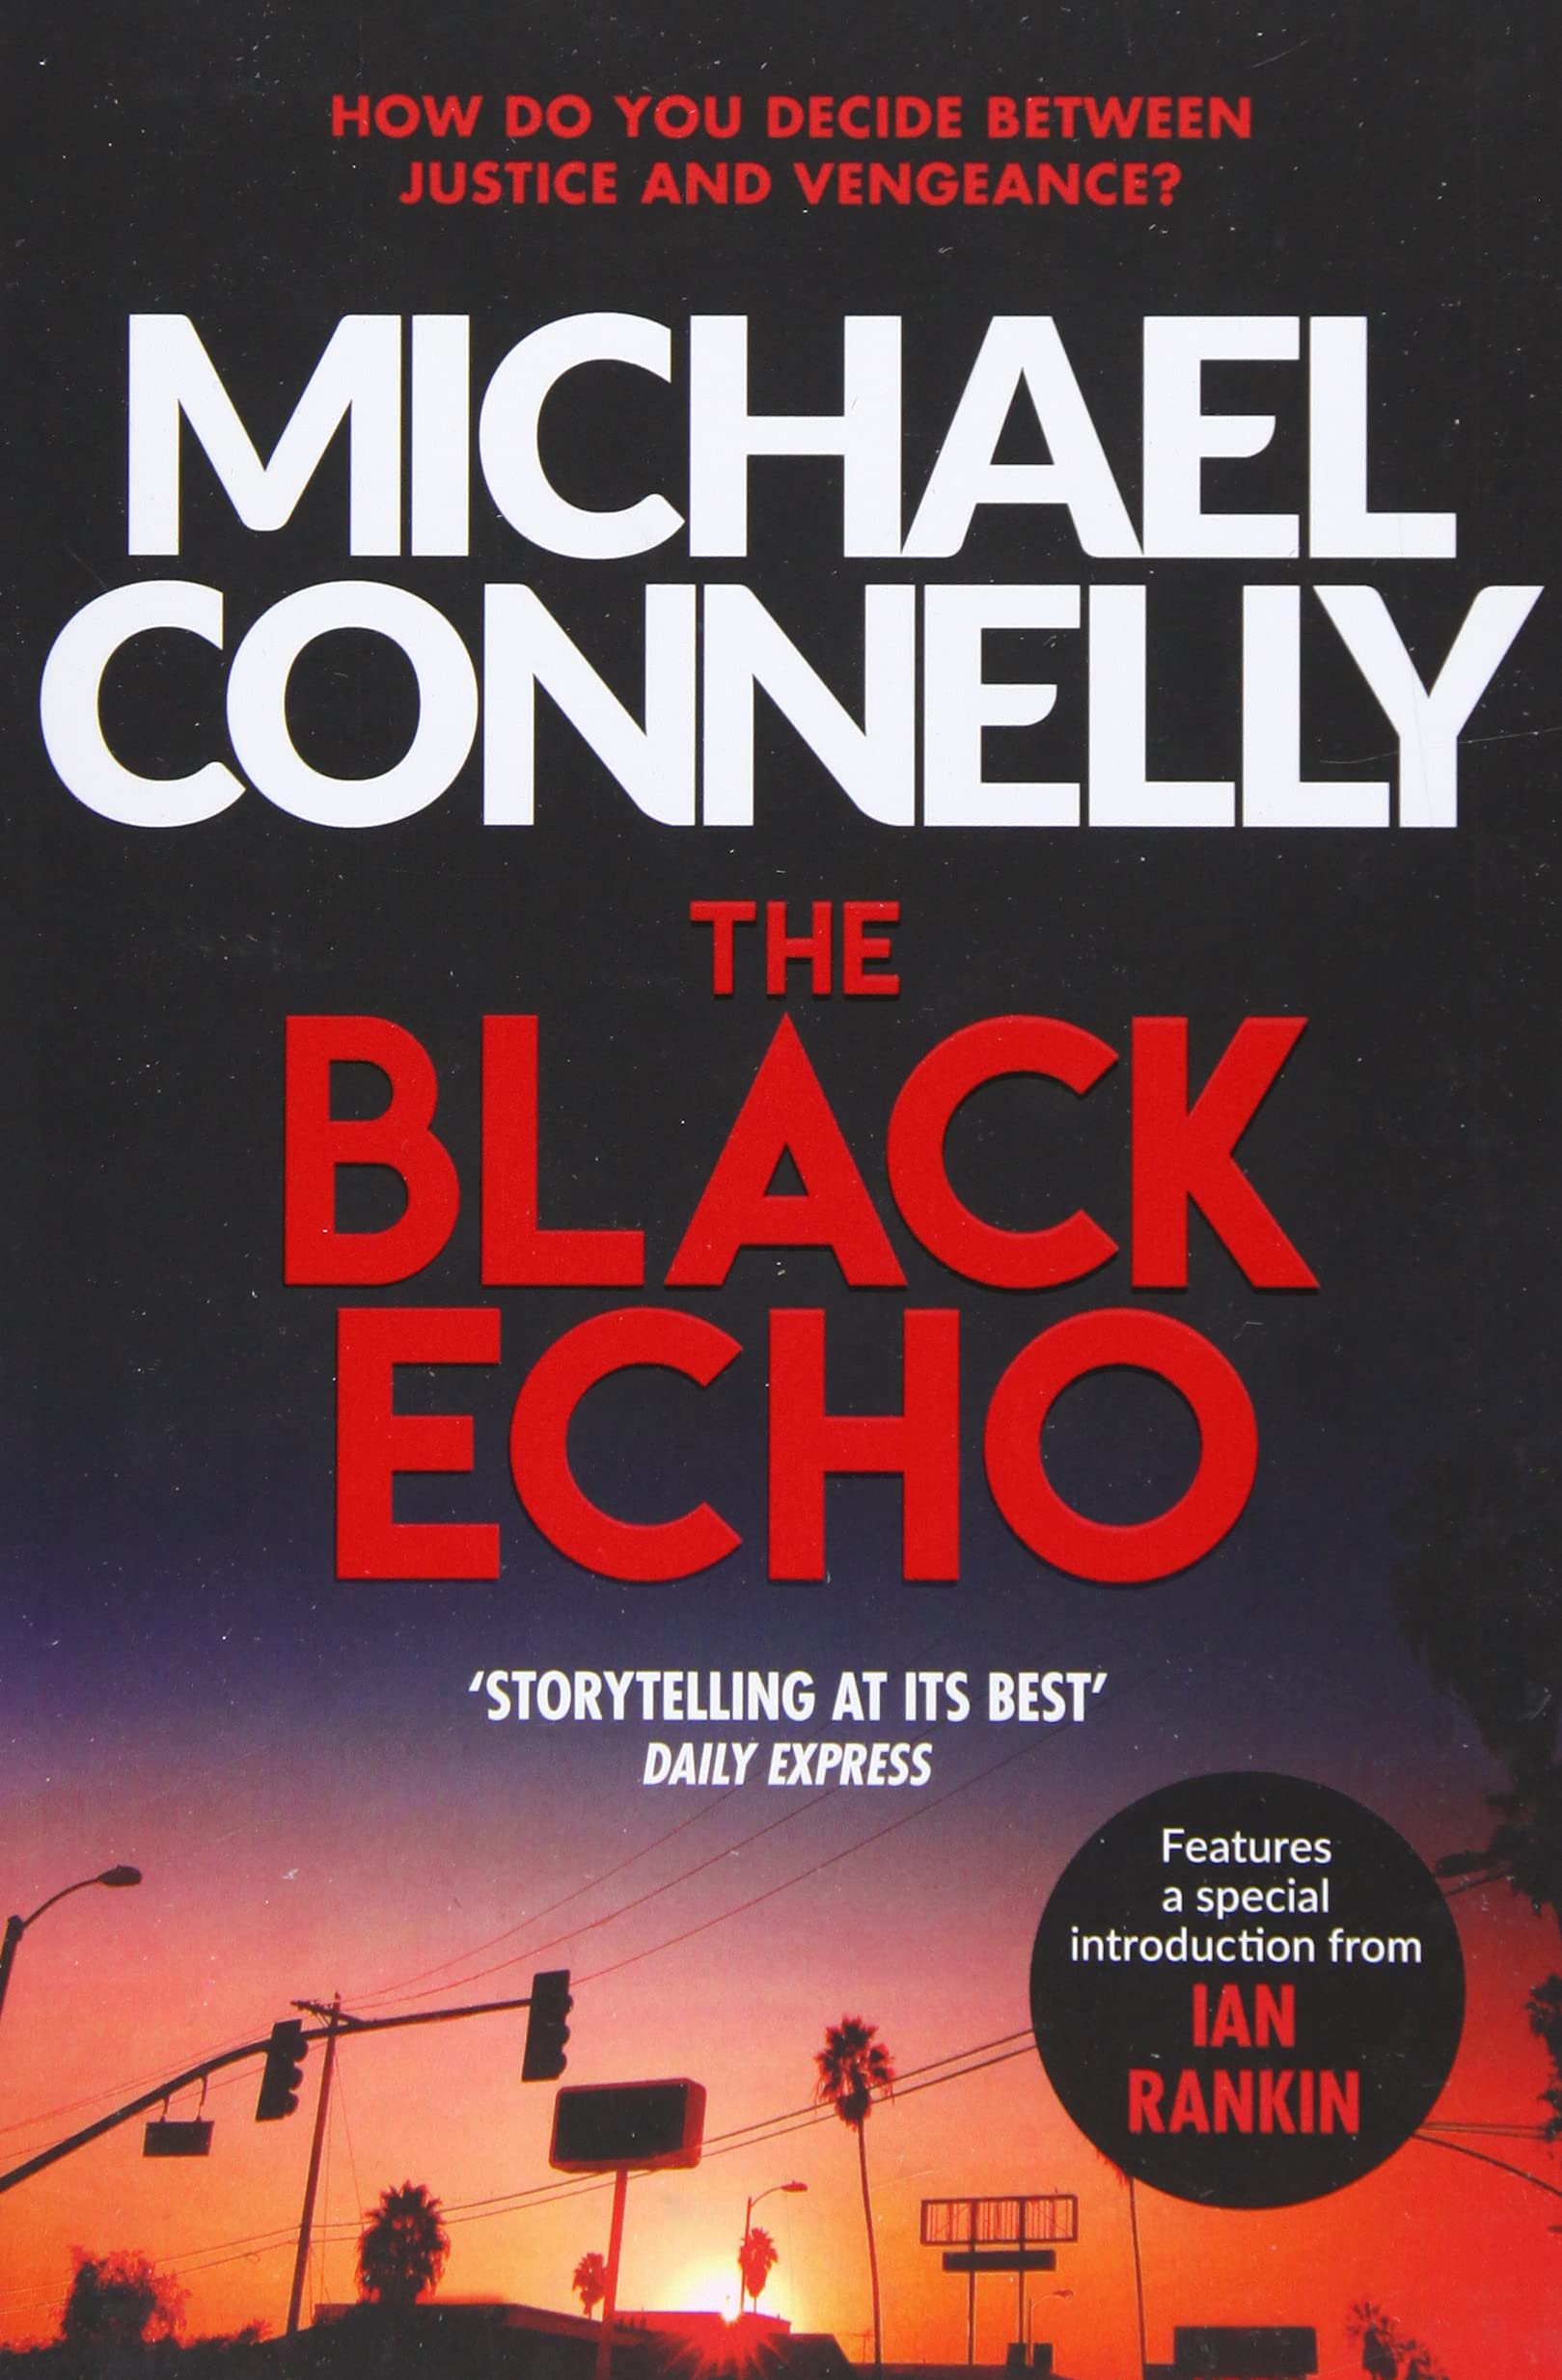 HOW DO YOU DECIDE BETWEEN
JUSTICE AND VENGEANCE?
MICHAEL
CONNELLY
THE
BLACK
ECHO
‘STORYTELLING AT ITS BEST’
DAILY EXPRESS
Features
a special
introduction from
IAN
RANKIN